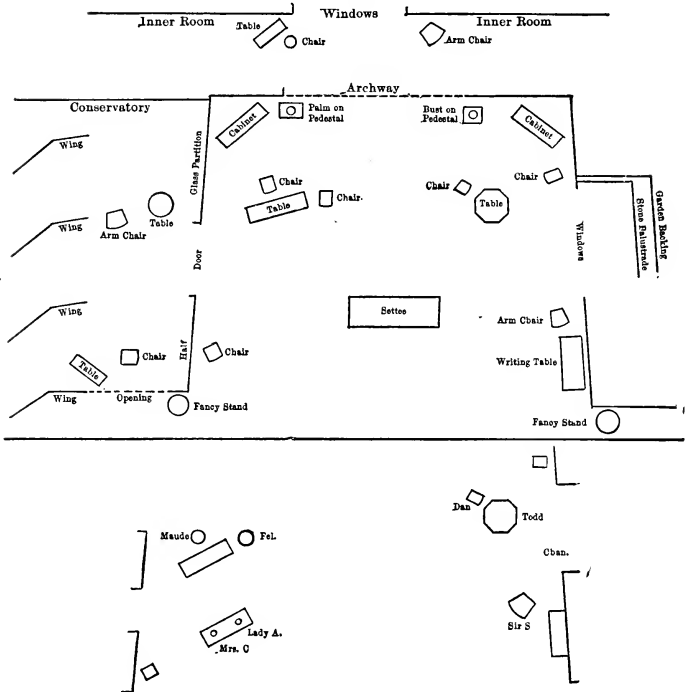 Windows
Inner Room
Inner Room
Table
Chair
Arm Chair
Archway
Conservatory
Cabinet
Palm on
Pedestal
Bust on
Pedestal
Cabinet
Wing
Glass Partition
Chair
Chair.
Table
Chair
Chair
Table
Wing
Arm Chair
Table
Door
Windows
Stone Palustrade
Garden Backing
Wing
Settee
Arm Cbair
Half
Chair
Chair
Table
Writing Table
Wing
Opening
Fancy Stand
Fancy Stand
Dan
Todd
Maude
Fel.
Cban.
Lady A.
Mrs. C
Sir S